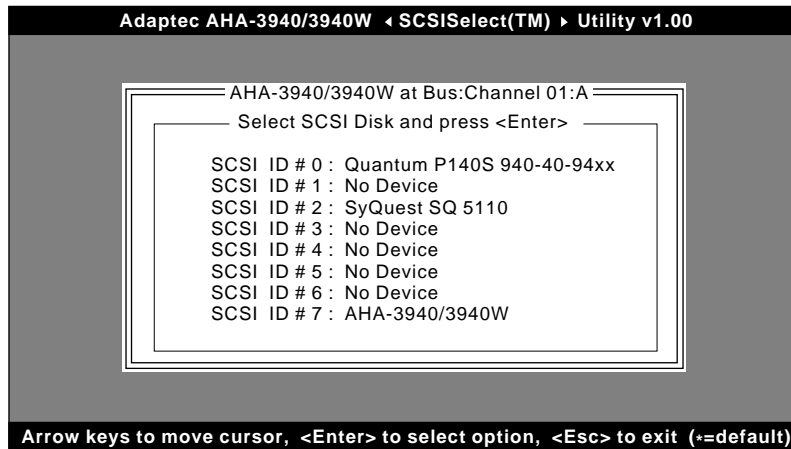 Adaptec AHA-3940/3940W ◂ SCSISelect(TM) ▸ Utility v1.00
AHA-3940/3940W at Bus:Channel 01:A
Select SCSI Disk and press <Enter>
SCSI ID # 0 : Quantum P140S 940-40-94xx
SCSI ID # 1 : No Device
SCSI ID # 2 : SyQuest SQ 5110
SCSI ID # 3 : No Device
SCSI ID # 4 : No Device
SCSI ID # 5 : No Device
SCSI ID # 6 : No Device
SCSI ID # 7 : AHA-3940/3940W
Arrow keys to move cursor, <Enter> to select option, <Esc> to exit (*=default)